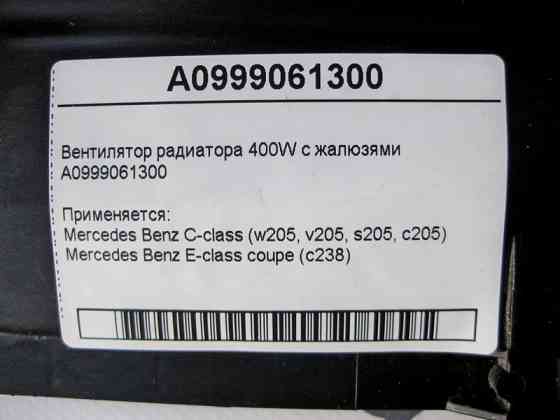 A0999061300
Вентилятор радиатора 400W с жалюзями
A0999061300
Применяется:
Mercedes Benz C-class (w205, v205, s205, c205)
Mercedes Benz E-class coupe (c238)